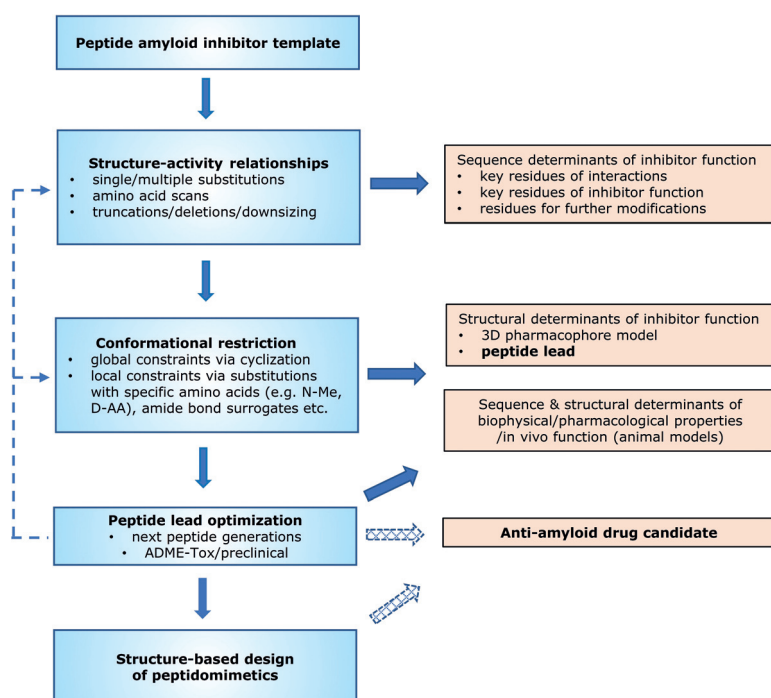 Peptide amyloid inhibitor template
Structure-activity relationships
• single/multiple substitutions
• amino acid scans
• truncations/deletions/downsizing
Sequence determinants of inhibitor function
• key residues of interactions
• key residues of inhibitor function
• residues for further modifications
Conformational restriction
• global constraints via cyclization
• local constraints via substitutions
with specific amino acids (e.g. N-Me,
D-AA), amide bond surrogates etc.
Structural determinants of inhibitor function
• 3D pharmacophore model
• peptide lead
Sequence & structural determinants of
biophysical/pharmacological properties
/in vivo function (animal models)
Peptide lead optimization
• next peptide generations
• ADME-Tox/preclinical
Anti-amyloid drug candidate
Structure-based design
of peptidomimetics